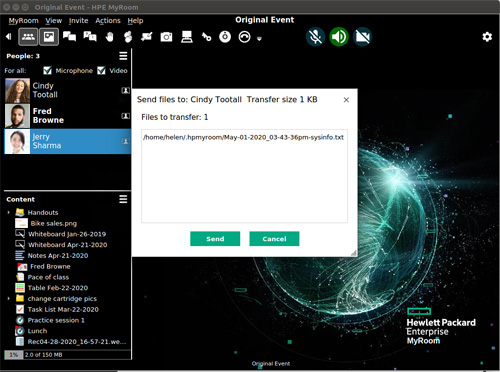 Original Event - HPE MyRoom
MyRoom View Invite Actions Help
Original Event
People: 3
For all: Microphone Video
Cindy
Tootall
Fred
Browne
Jerry
Sharma
Send files to: Cindy Tootall Transfer size 1 KB
Files to transfer: 1
/home/helen/.hpmyroom/May-01-2020_03-43-36pm-sysinfo.txt
Send Cancel
Content
Handouts
Bike sales.png
Whiteboard Jan-26-2019
Whiteboard Apr-21-2020
Notes Apr-21-2020
Fred Browne
Pace of class
Table Feb-22-2020
change cartridge pics
Task List Mar-22-2020
Practice session 1
Lunch
Rec04-28-2020_16-57-21.we...
1% 2.0 of 150 MB
Hewlett Packard
Enterprise
MyRoom
Original Event